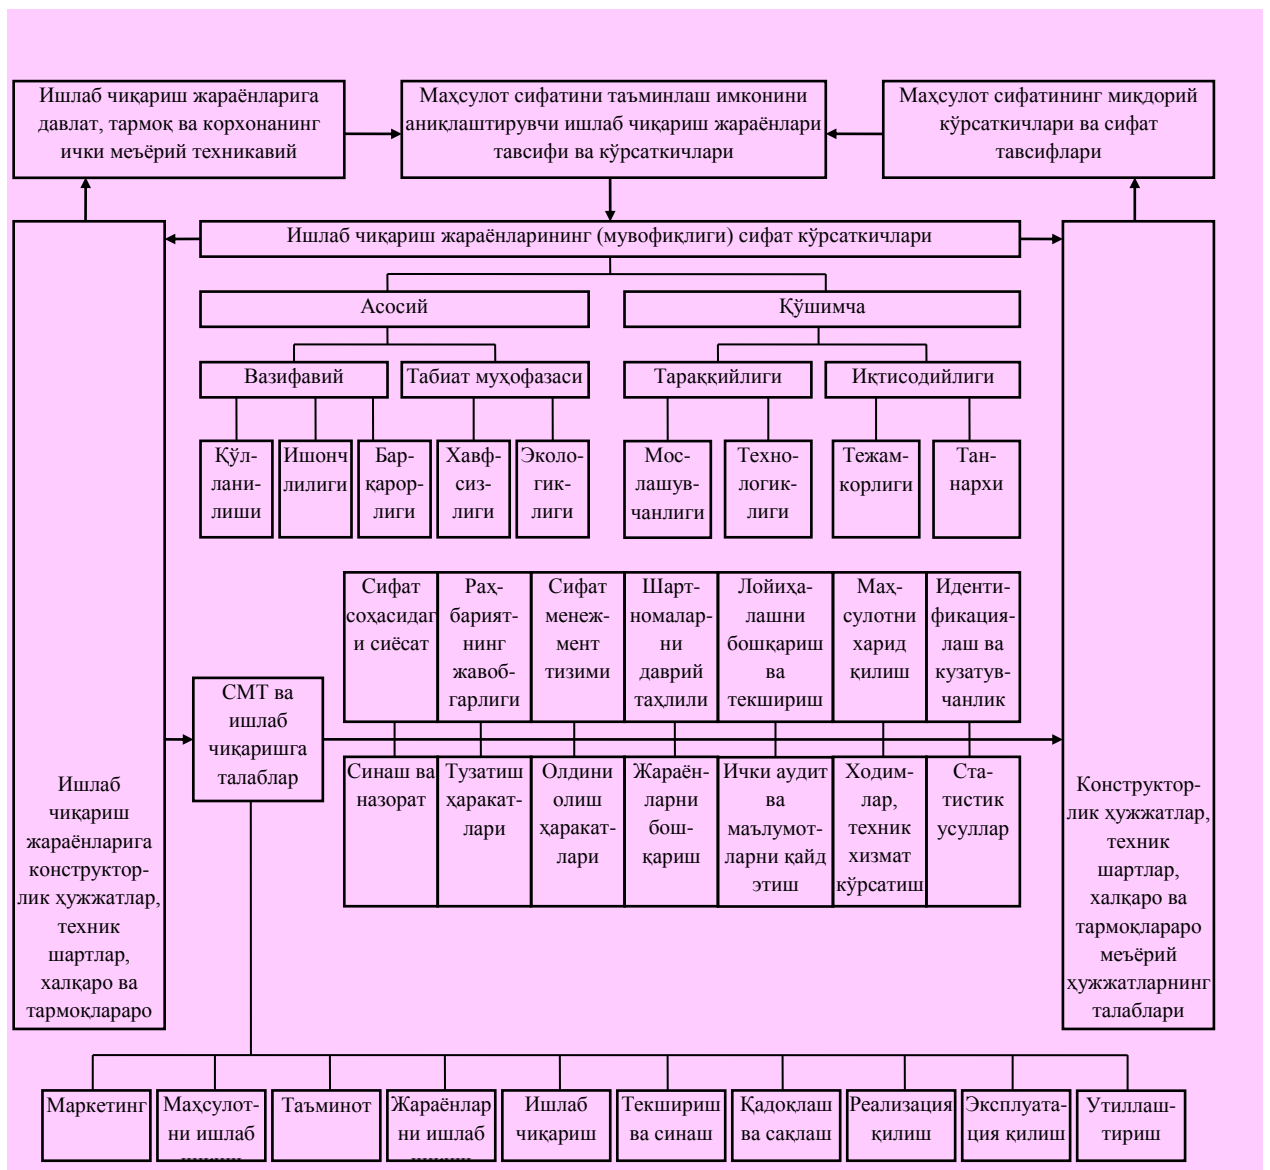 Ишлаб чиқариш жараёнларига
давлат, тармоқ ва корхонанинг
ички меъёрий техникавий
Маҳсулот сифатини таъминлаш имконини
аниқлаштирувчи ишлаб чиқариш жараёнлари
тавсифи ва кўрсаткичлари
Маҳсулот сифатининг миқдорий
кўрсаткичлари ва сифат
тавсифлари
Ишлаб чиқариш жараёнларининг (мувофиқлиги) сифат кўрсаткичлари
Асосий
Қўшимча
Вазифавий
Табиат муҳофазаси
Тараққийлиги
Иқтисодийлиги
Қўл-
лани-
лиши
Ишонч
лилиги
Бар-
қарор-
лиги
Хавф-
сиз-
лиги
Эколо-
гик-
лиги
Мос-
лашув-
чанлиги
Техно-
логик-
лиги
Тежам-
корлиги
Тан-
нархи
Сифат
соҳасидаг
и сиёсат
Раҳ-
барият-
нинг
жавоб-
гарлиги
Сифат
менеж-
мент
тизими
Шарт-
номалар-
ни
даврий
таҳлили
Лойиҳа-
лашни
бошқариш
ва
текшириш
Маҳ-
сулотни
харид
қилиш
Иденти-
фикация-
лаш ва
кузатув-
чанлик
СМТ ва
ишлаб
чиқаришга
талаблар
Синаш ва
назорат
Тузатиш
ҳаракат-
лари
Олдини
олиш
ҳаракат-
лари
Жараён-
ларни
бош-
қариш
Ички аудит
ва
маълумот-
ларни қайд
этиш
Ходим-
лар,
техник
хизмат
кўрсатиш
Ста-
тистик
усуллар
Ишлаб
чиқариш
жараёнларига
конструктор-
лик ҳужжатлар,
техник
шартлар,
халқаро ва
тармоқлараро
Конструктор-
лик ҳужжатлар,
техник
шартлар,
халқаро ва
тармоқлараро
меъёрий
ҳужжатларнинг
талаблари
Маркетинг
Маҳсулот-
ни ишлаб
Таъминот
Жараёнлар
ни ишлаб
Ишлаб
чиқариш
Текшириш
ва синаш
Қадоқлаш
ва сақлаш
Реализация
қилиш
Эксплуата-
ция қилиш
Утиллаш-
тириш